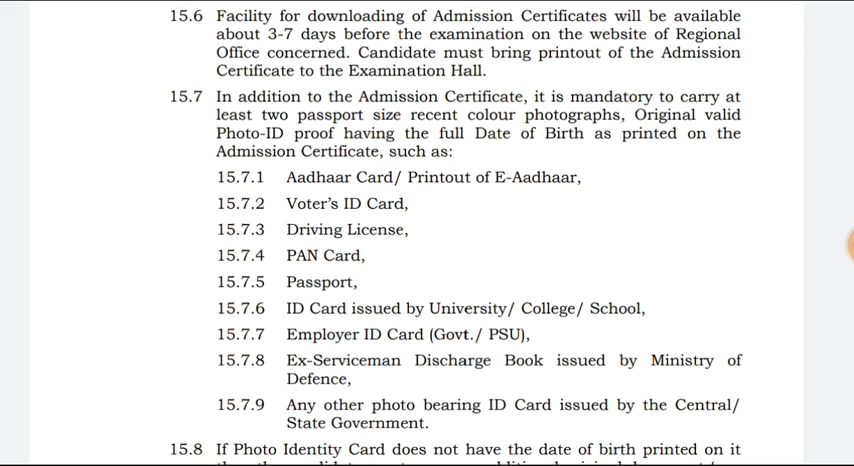 15.6 Facility for downloading of Admission Certificates will be available
about 3-7 days before the examination on the website of Regional
Office concerned. Candidate must bring printout of the Admission
Certificate to the Examination Hall.
15.7 In addition to the Admission Certificate, it is mandatory to carry at
least two passport size recent colour photographs, Original valid
Photo-ID proof having the full Date of Birth as printed on the
Admission Certificate, such as:
15.7.1 Aadhaar Card/ Printout of E-Aadhaar,
15.7.2 Voter’s ID Card,
15.7.3 Driving License,
15.7.4 PAN Card,
15.7.5 Passport,
15.7.6 ID Card issued by University/ College/ School,
15.7.7 Employer ID Card (Govt./ PSU),
15.7.8 Ex-Serviceman Discharge Book issued by Ministry of
Defence,
15.7.9 Any other photo bearing ID Card issued by the Central/
State Government.
15.8 If Photo Identity Card does not have the date of birth printed on it